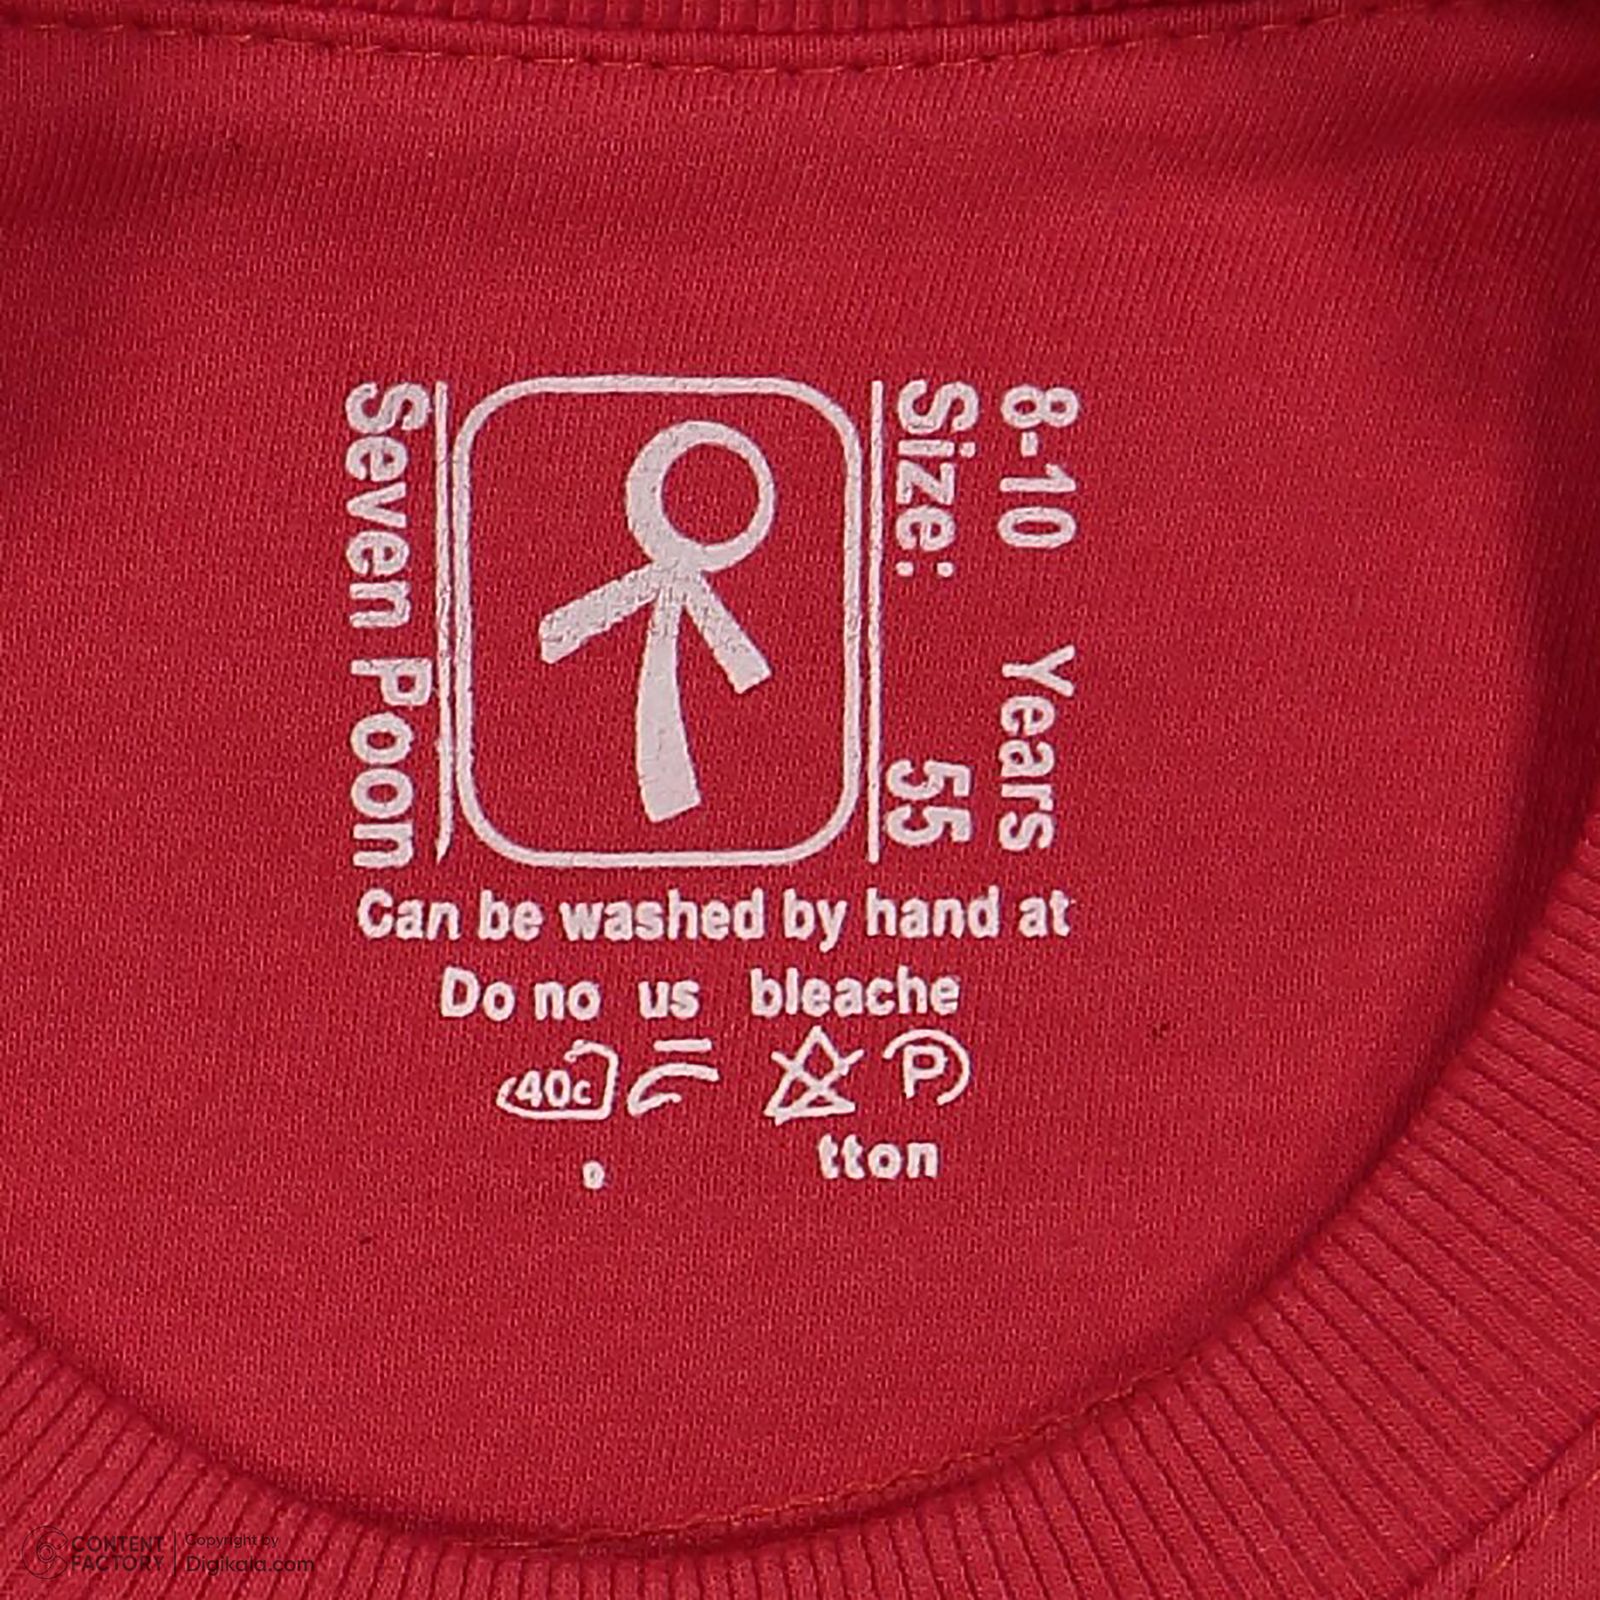 Seven Poon
Size: 55
8-10 Years
Can be washed by hand at
Do no us bleache
40c
P
tton
CONTENT FACTORY
Copyright by
Digikala.com